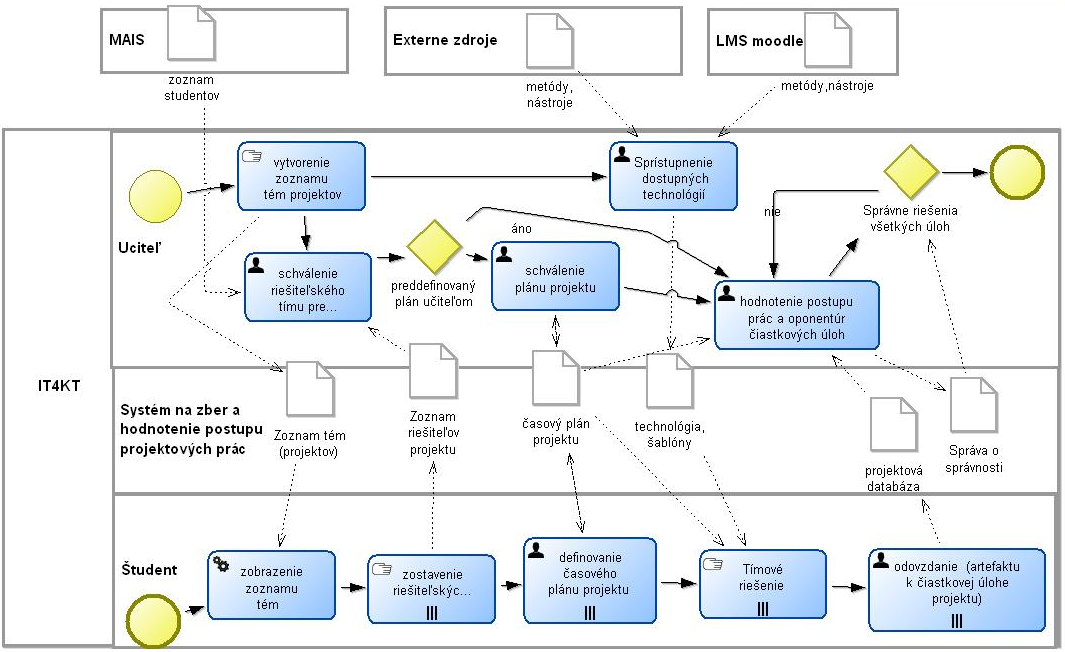 MAIS
zoznam
studentov
Externe zdroje
metódy,
nástroje
LMS moodle
metódy,nástroje
IT4KT
Uciteľ
vytvorenie
zoznamu
tém projektov
Sprístupnenie
dostupných
technológií
Správne riešenia
všetkých úloh
nie
áno
schválenie
riešiteľského
tímu pre...
preddefinovaný
plán učiteľom
schválenie
plánu projektu
hodnotenie postupu
prác a oponentúr
čiastkových úloh
Systém na zber a
hodnotenie postupu
projektových prác
Zoznam tém
(projektov)
Zoznam
riešiteľov
projektu
časový plán
projektu
technológia,
šablóny
projektová
databáza
Správa o
správnosti
Študent
zobrazenie
zoznamu
tém
zostavenie
riešiteľskýc...
definovanie
časového
plánu projektu
Tímové
riešenie
odovzdanie (artefaktu
k čiastkovej úlohe
projektu)